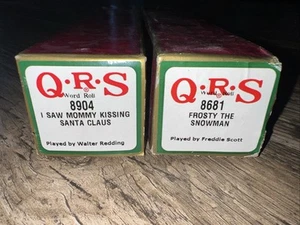 Q·R·S
Word Roll
8904
I SAW MOMMY KISSING
SANTA CLAUS
Played by Walter Redding
Q·R·S
Word Roll
8681
FROSTY THE
SNOWMAN
Played by Freddie Scott